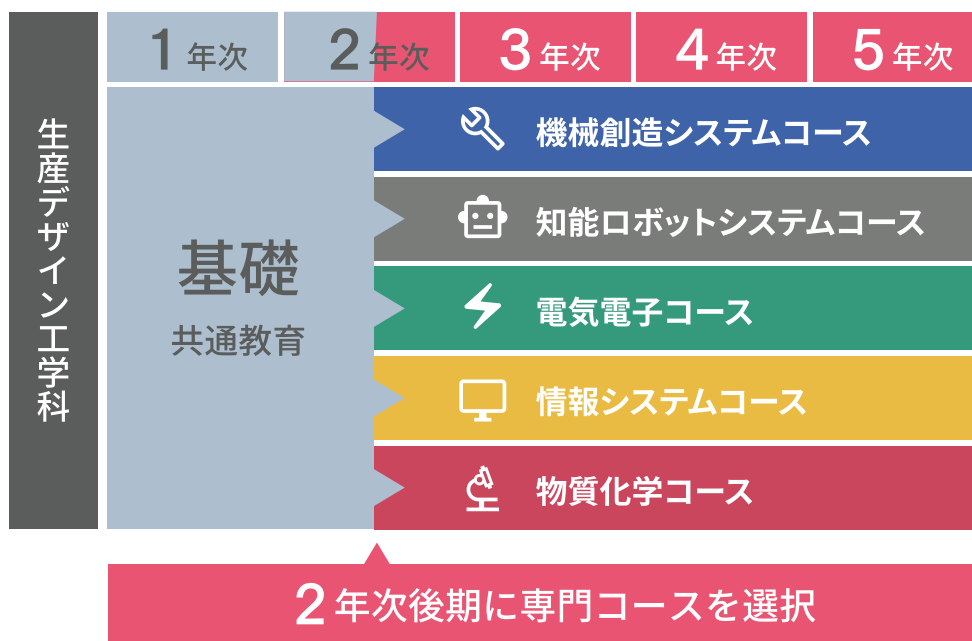 生産デザイン工学科
1年次
2年次
3年次
4年次
5年次
基礎
共通教育
機械創造システムコース
知能ロボットシステムコース
電気電子コース
情報システムコース
物質化学コース
2年次後期に専門コースを選択